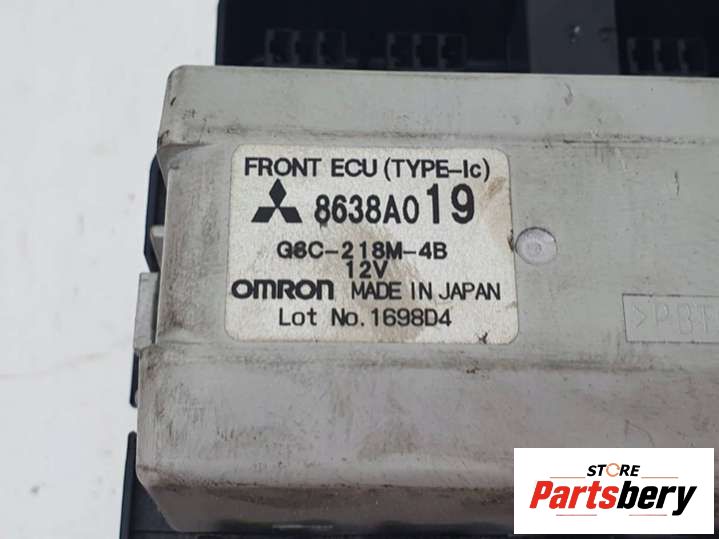 FRONT ECU (TYPE-Ic)
8638A019
G8C-218M-4B
12V
OMRON MADE IN JAPAN
Lot No. 1698D4
STORE
Partsbery